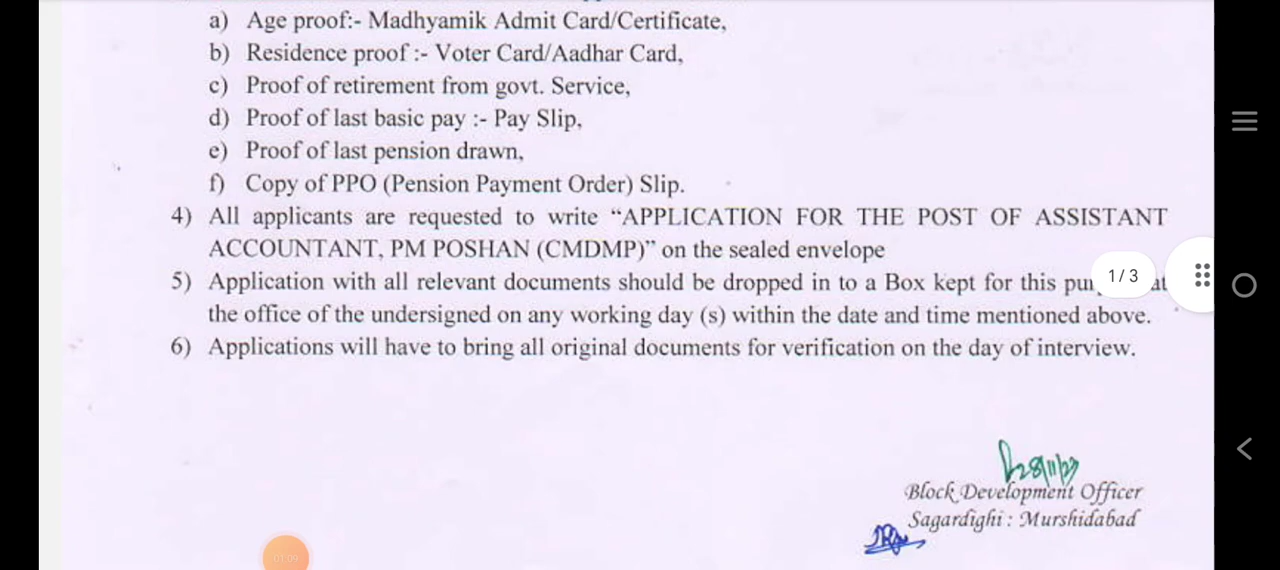 a) Age proof:- Madhyamik Admit Card/Certificate,
b) Residence proof :- Voter Card/Aadhar Card,
c) Proof of retirement from govt. Service,
d) Proof of last basic pay :- Pay Slip,
e) Proof of last pension drawn,
f) Copy of PPO (Pension Payment Order) Slip.
4) All applicants are requested to write “APPLICATION FOR THE POST OF ASSISTANT
ACCOUNTANT, PM POSHAN (CMDMP)” on the sealed envelope
5) Application with all relevant documents should be dropped in to a Box kept for this at
1/3
the office of the undersigned on any working day (s) within the date and time mentioned above.
6) Applications will have to bring all original documents for verification on the day of interview.
Block Development Officer
Sagardighi : Murshidabad
01:09